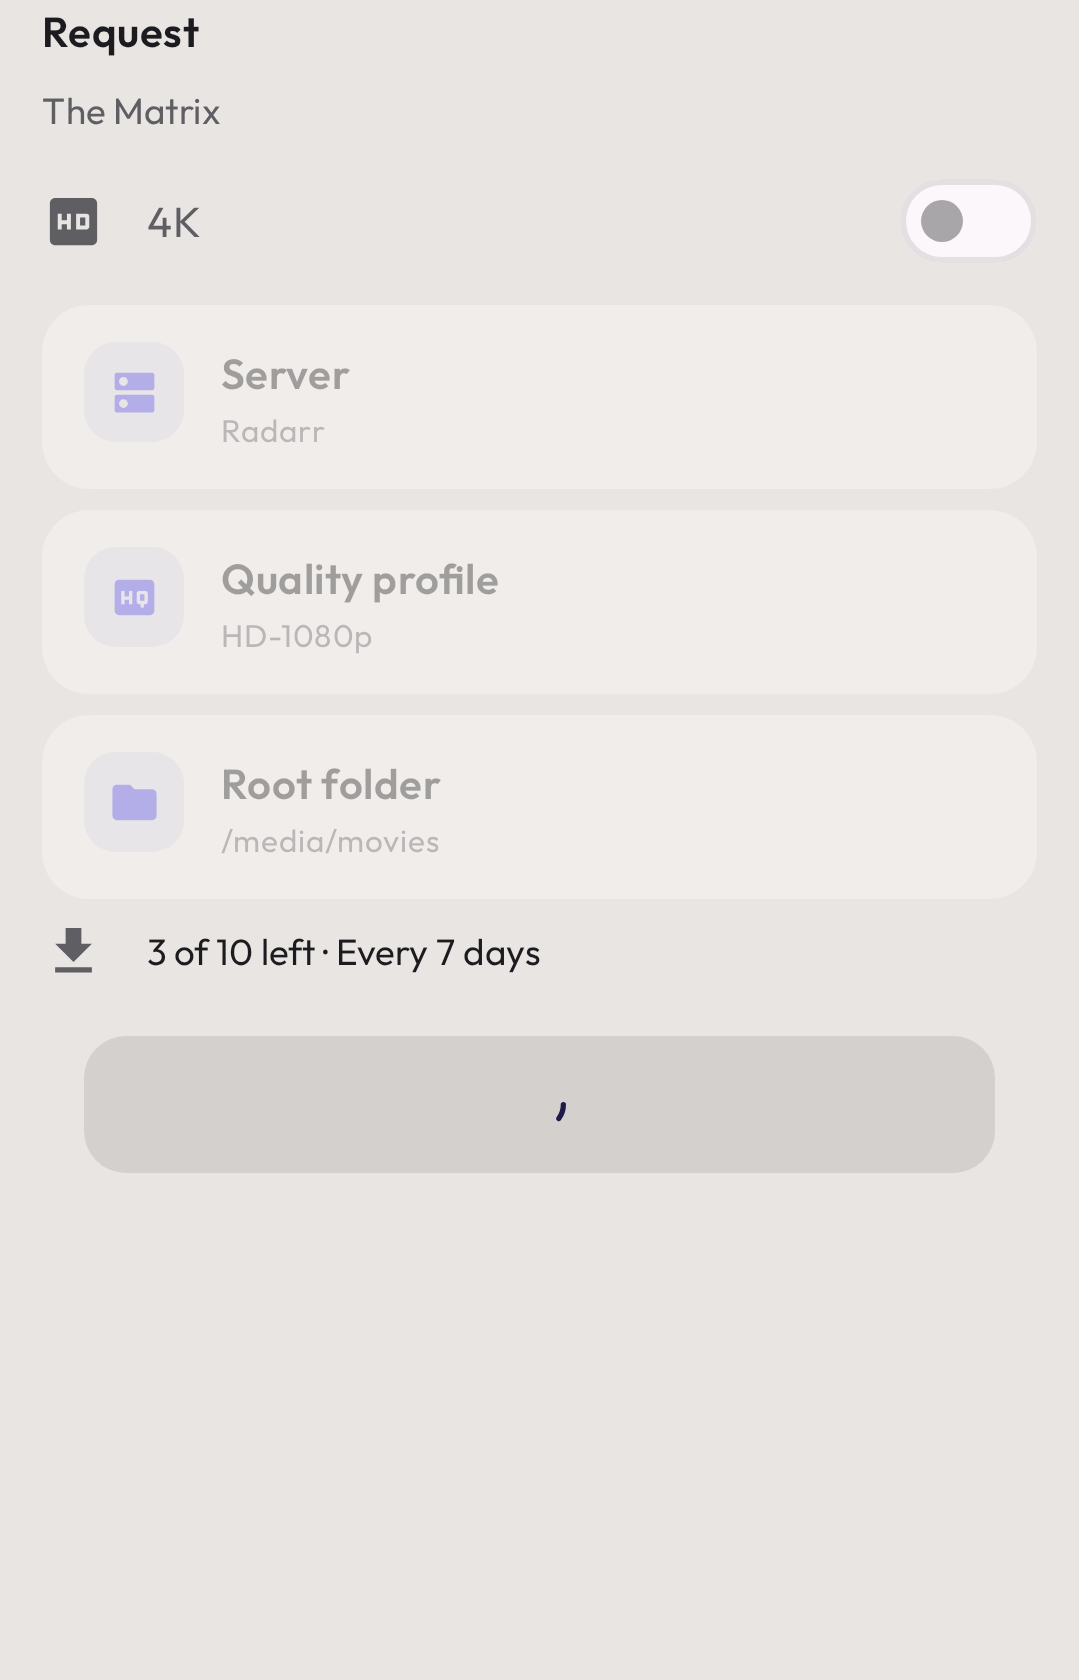 Request
The Matrix
HD 4K
Server
Radarr
HQ
Quality profile
HD-1080p
Root folder
/media/movies
3 of 10 left · Every 7 days